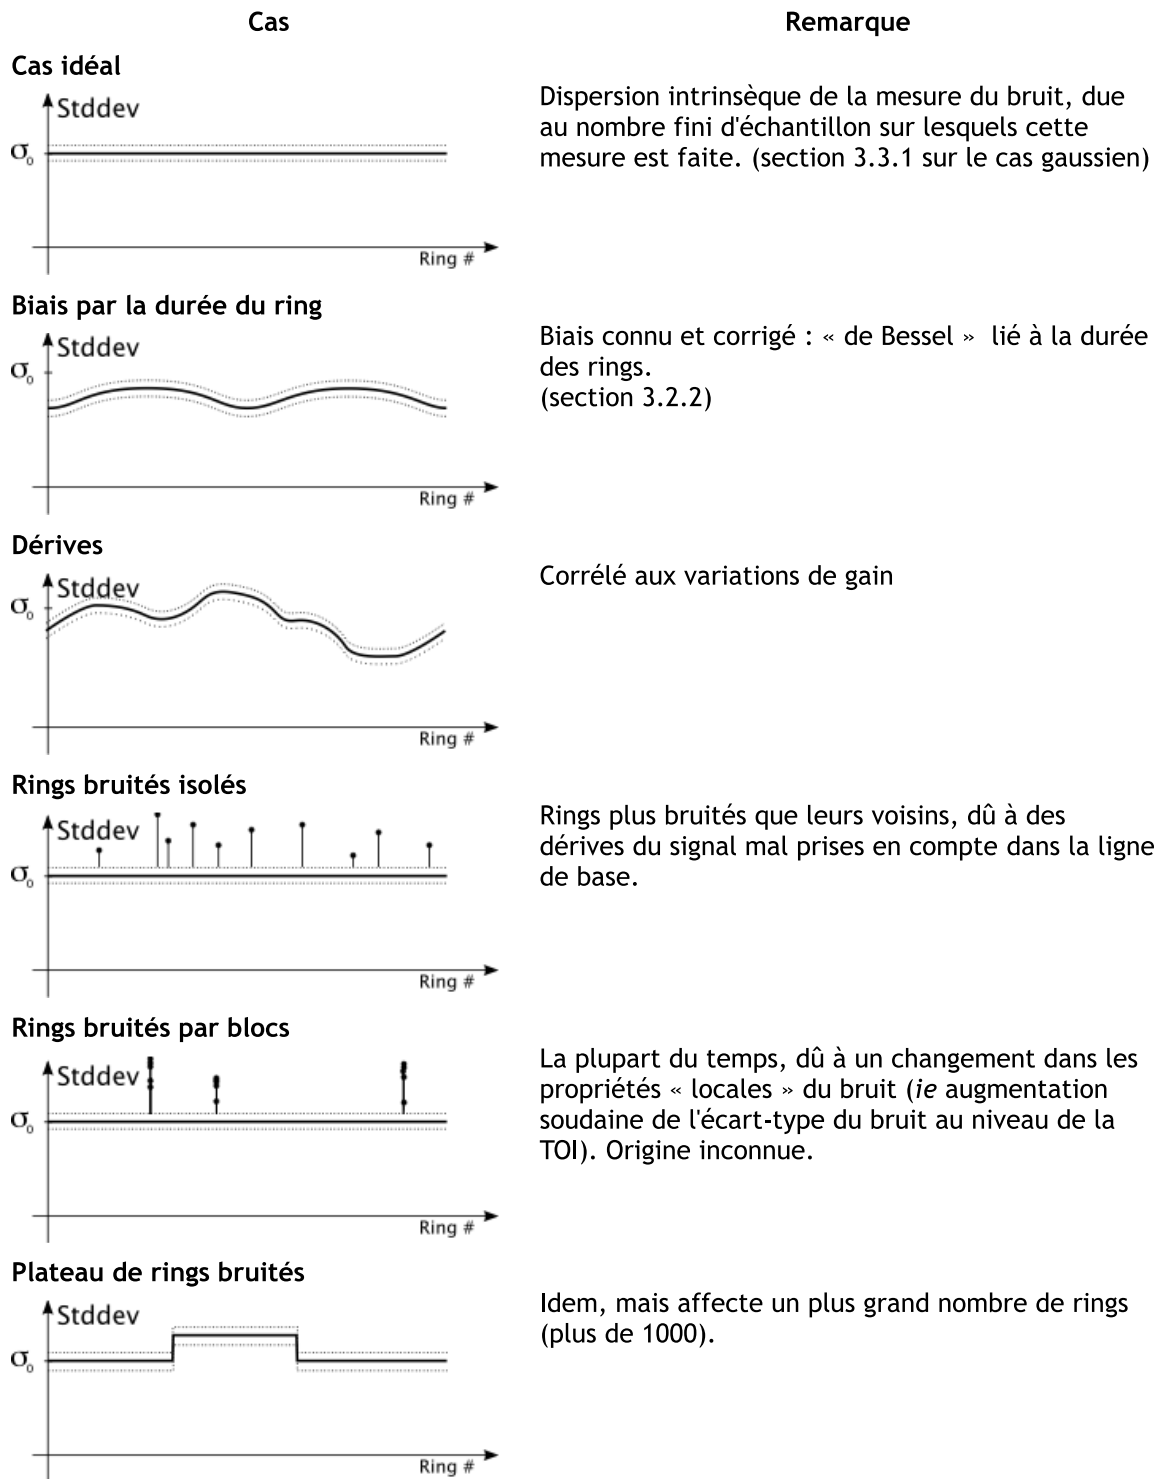 Cas
Remarque
Cas idéal
Stddev
σ₀
Ring #
Dispersion intrinsèque de la mesure du bruit, due
au nombre fini d'échantillon sur lesquels cette
mesure est faite. (section 3.3.1 sur le cas gaussien)
Biais par la durée du ring
Stddev
σ₀
Ring #
Biais connu et corrigé : « de Bessel » lié à la durée
des rings.
(section 3.2.2)
Dérives
Stddev
σ₀
Ring #
Corrélé aux variations de gain
Rings bruités isolés
Stddev
σ₀
Ring #
Rings plus bruités que leurs voisins, dû à des
dérives du signal mal prises en compte dans la ligne
de base.
Rings bruités par blocs
Stddev
σ₀
Ring #
La plupart du temps, dû à un changement dans les
propriétés « locales » du bruit (ie augmentation
soudaine de l'écart-type du bruit au niveau de la
TOI). Origine inconnue.
Plateau de rings bruités
Stddev
σ₀
Ring #
Idem, mais affecte un plus grand nombre de rings
(plus de 1000).